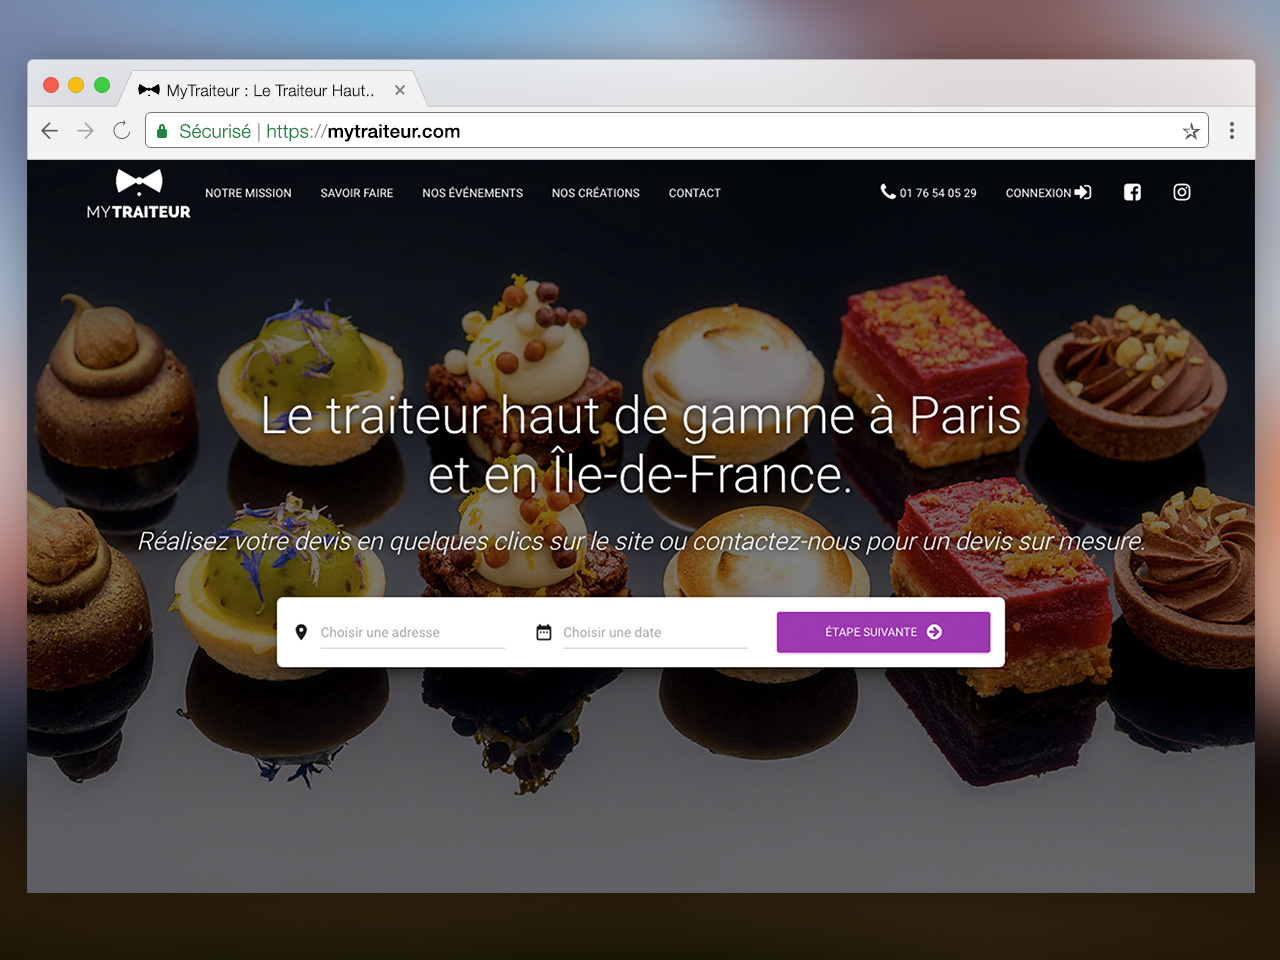 MyTraiteur : Le Traiteur Haut..
Sécurisé | https://mytraiteur.com
MYTRAITEUR
NOTRE MISSION
SAVOIR FAIRE
NOS ÉVÉNEMENTS
NOS CRÉATIONS
CONTACT
01 76 54 05 29
CONNEXION
Le traiteur haut de gamme à Paris
et en Île-de-France.
Réalisez votre devis en quelques clics sur le site ou contactez-nous pour un devis sur mesure.
Choisir une adresse
Choisir une date
ÉTAPE SUIVANTE